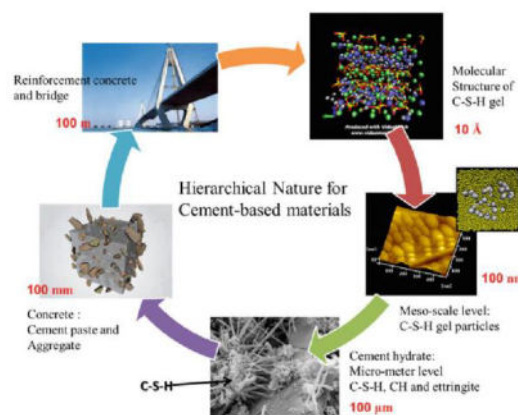 Reinforcement concrete
and bridge
100 m
Molecular
Structure of
C-S-H gel
10 Å
Produced with
Hierarchical Nature for
Cement-based materials
100 nm
Meso-scale level:
C-S-H gel particles
100 mm
Concrete :
Cement paste and
Aggregate
C-S-H
Cement hydrate:
Micro-meter level
C-S-H, CH and ettringite
100 μm